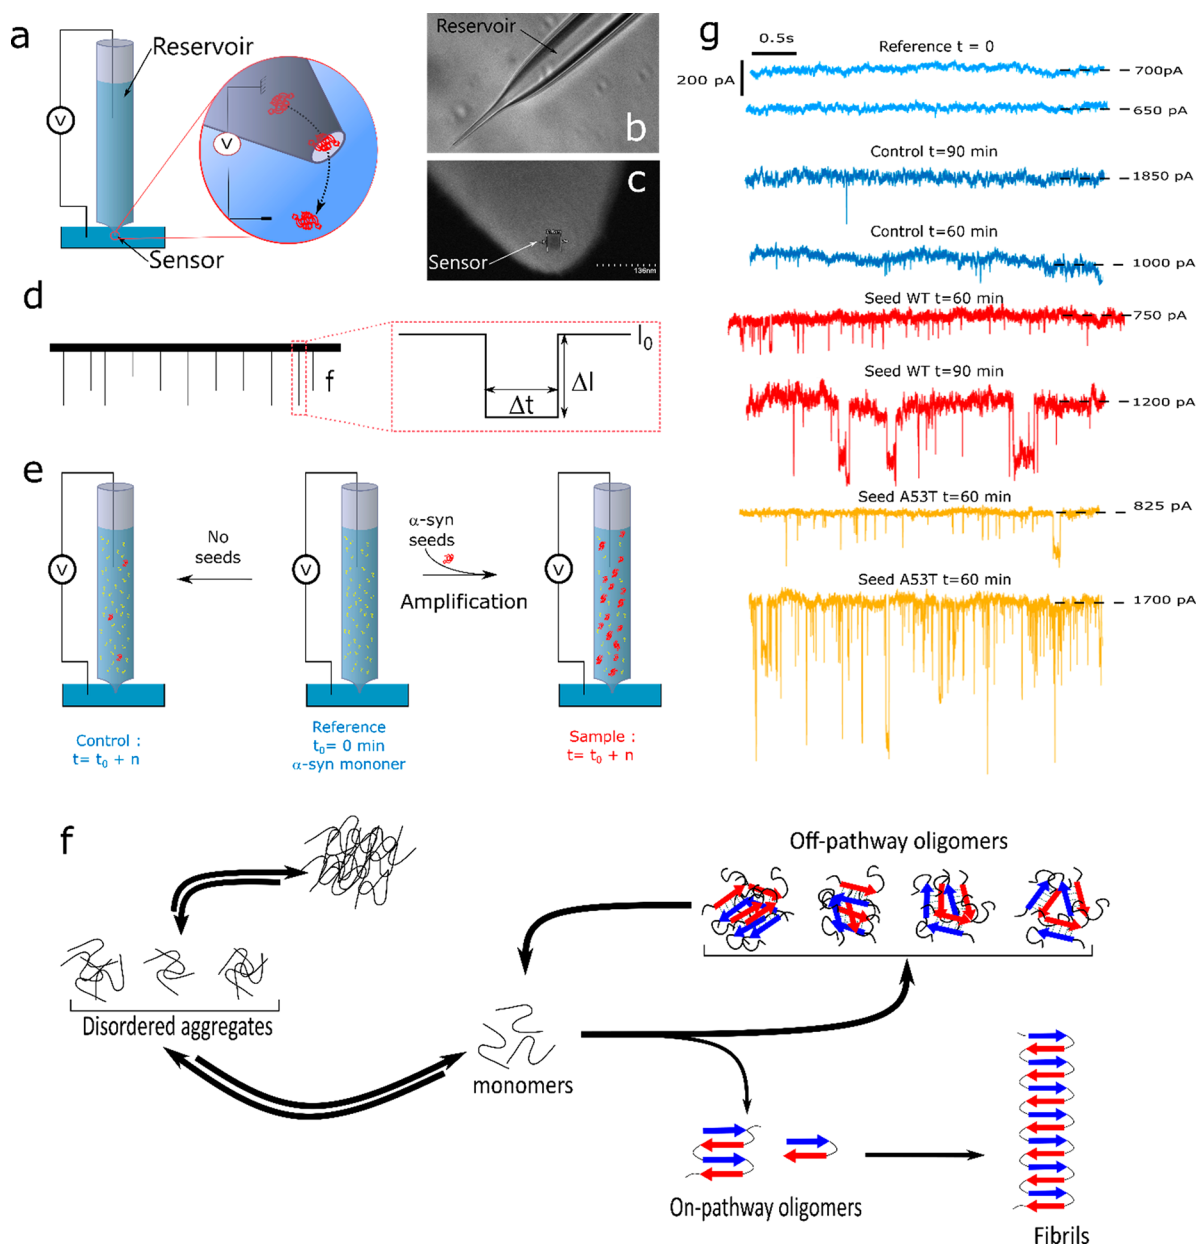 a
Reservoir
V
V
Sensor
Reservoir
b
c
Sensor
136nm
d
f
I0
Δt
ΔI
e
V
No
seeds
V
α-syn
seeds
Amplification
V
Control :
t= t0 + n
Reference
t0= 0 min
α-syn mononer
Sample :
t= t0 + n
g
0.5s
200 pA
Reference t = 0
700pA
650 pA
Control t=90 min
1850 pA
Control t=60 min
1000 pA
Seed WT t=60 min
750 pA
Seed WT t=90 min
1200 pA
Seed A53T t=60 min
825 pA
Seed A53T t=60 min
1700 pA
f
Off-pathway oligomers
Disordered aggregates
monomers
On-pathway oligomers
Fibrils